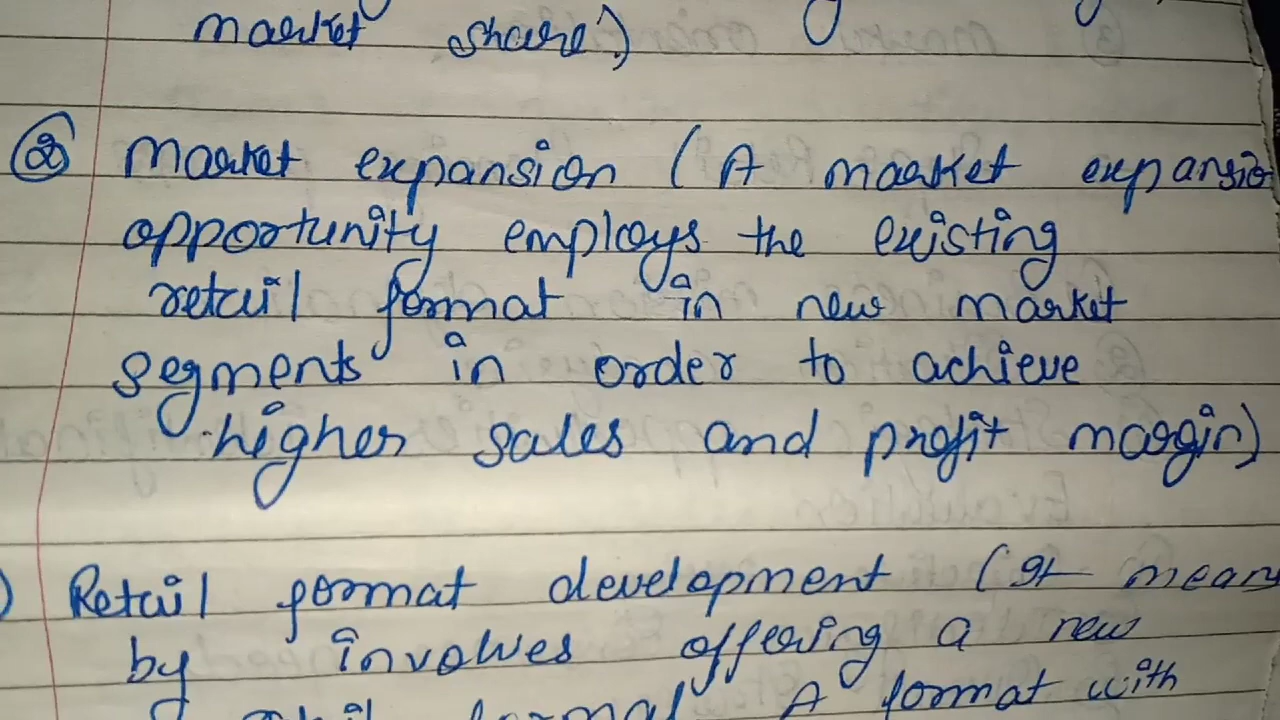 market share)
② Market expansion (A market expansio
opportunity employs the existing
retail format in new market
segments in order to achieve
higher sales and profit margin)
) Retail format development (It means
by involves offering a new
A format with